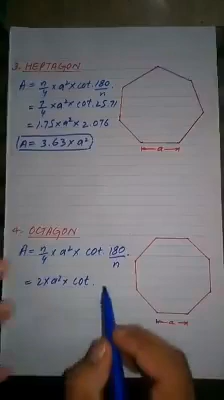 3. HEPTAGON
A = n/4 × a² × cot 180/n.
= 7/4 × a² × cot. 25.71
= 1.75 × a² × 2.076
A = 3.63 × a²
a
4. OCTAGON
A = n/4 × a² × cot 180/n.
= 2 × a² × cot.
a